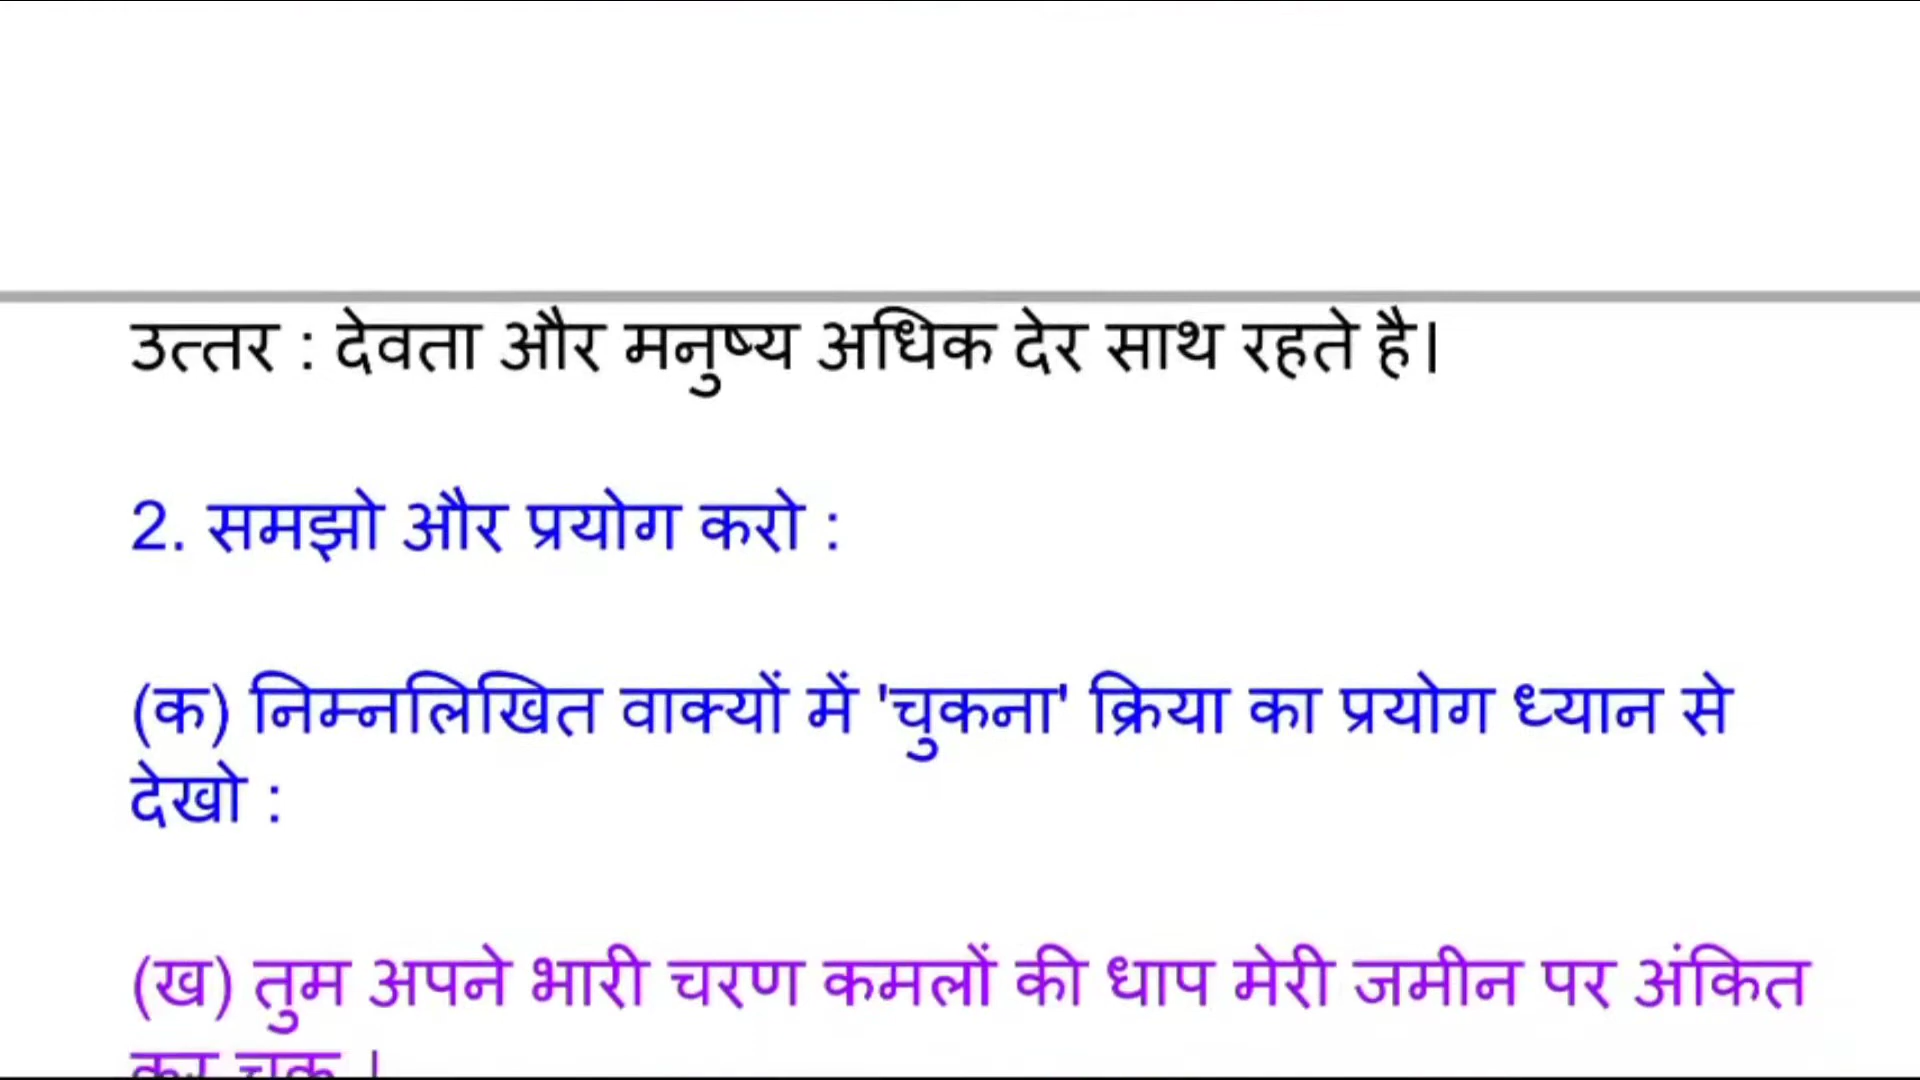 उत्तर : देवता और मनुष्य अधिक देर साथ रहते है।
2. समझो और प्रयोग करो :
(क) निम्नलिखित वाक्यों में 'चुकना' क्रिया का प्रयोग ध्यान से
देखो :
(ख) तुम अपने भारी चरण कमलों की धाप मेरी जमीन पर अंकित
कर